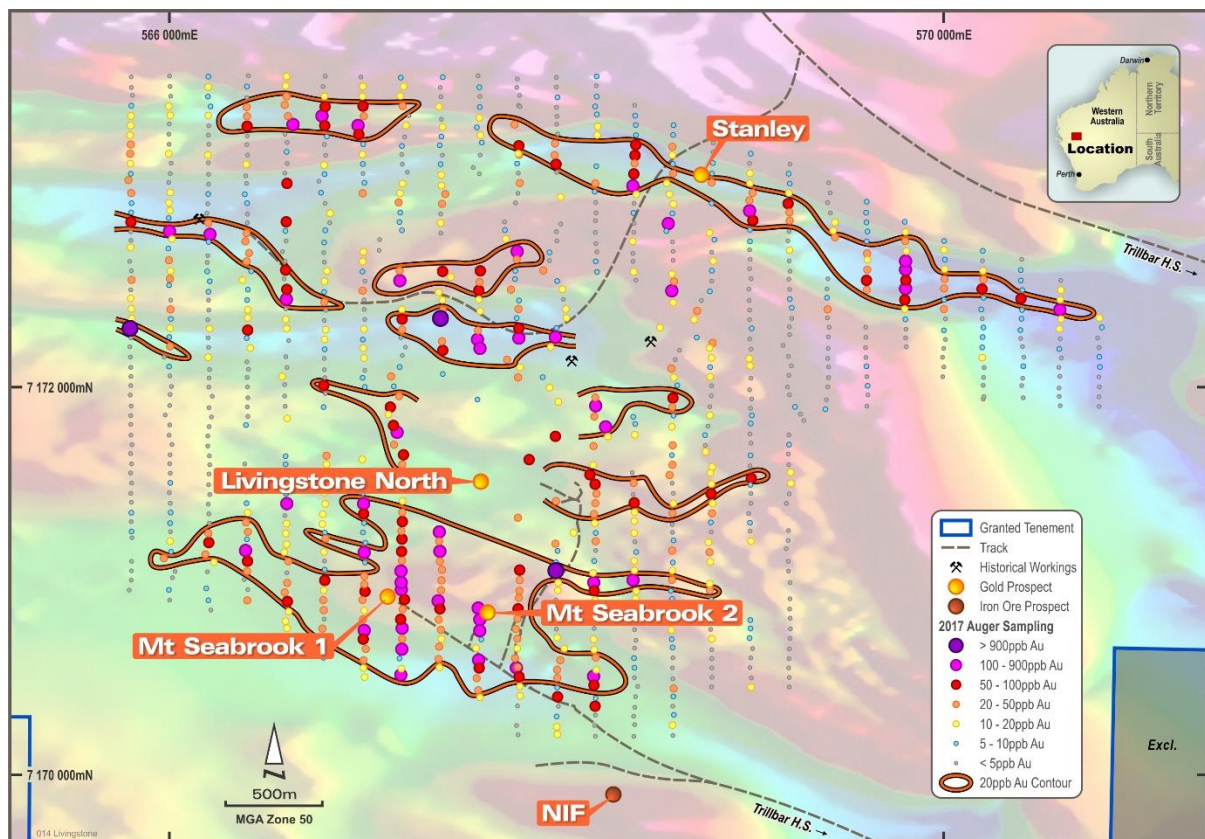 566 000mE
570 000mE
Darwin
Western
Australia
Northern
Territory
South
Australia
Location
Perth
Stanley
Trillbar H.S. →
7 172 000mN
Livingstone North
Mt Seabrook 1
Mt Seabrook 2
Granted Tenement
Track
Historical Workings
Gold Prospect
Iron Ore Prospect
2017 Auger Sampling
> 900ppb Au
100 - 900ppb Au
50 - 100ppb Au
20 - 50ppb Au
10 - 20ppb Au
5 - 10ppb Au
< 5ppb Au
20ppb Au Contour
Excl.
7 170 000mN
N
500m
MGA Zone 50
NIF
Trillbar H.S. →
014 Livingstone